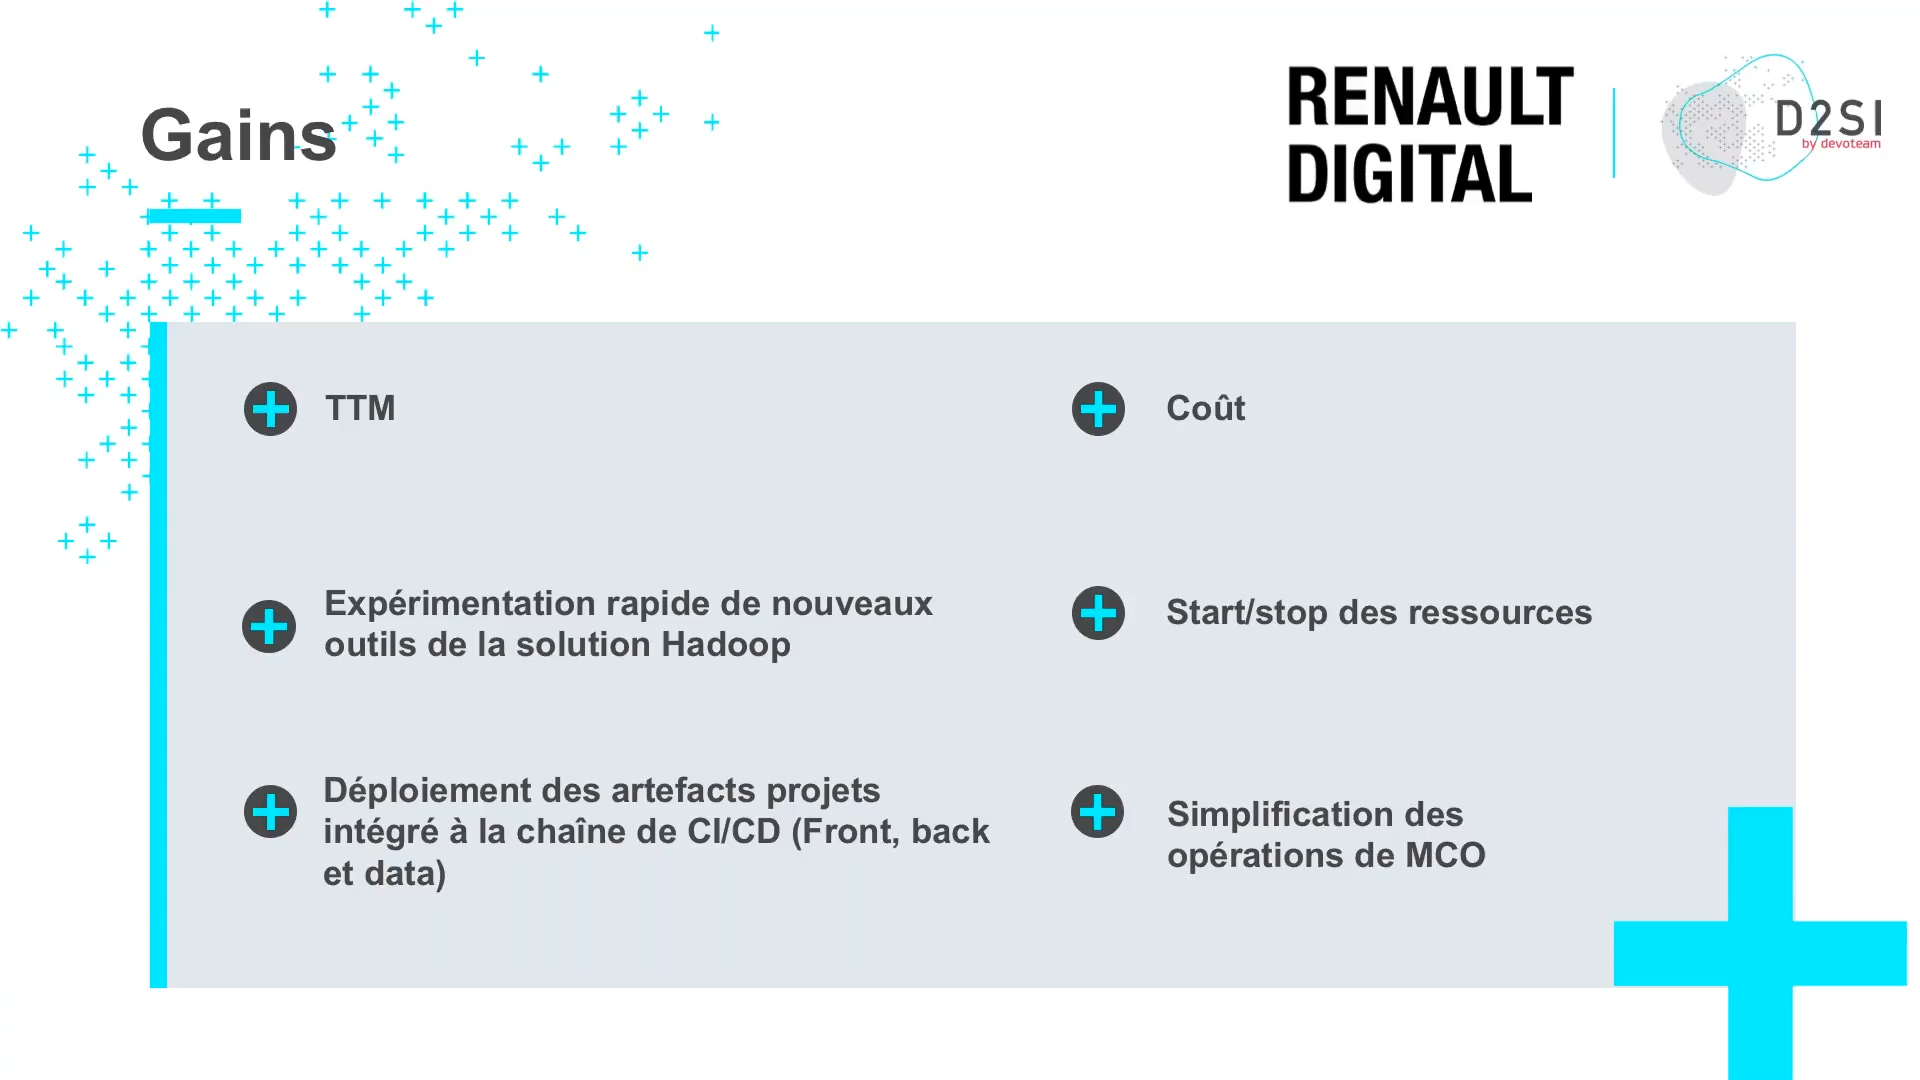 Gains
RENAULT
DIGITAL
D2SI
by devoteam
TTM
Expérimentation rapide de nouveaux
outils de la solution Hadoop
Déploiement des artefacts projets
intégré à la chaîne de CI/CD (Front, back
et data)
Coût
Start/stop des ressources
Simplification des
opérations de MCO